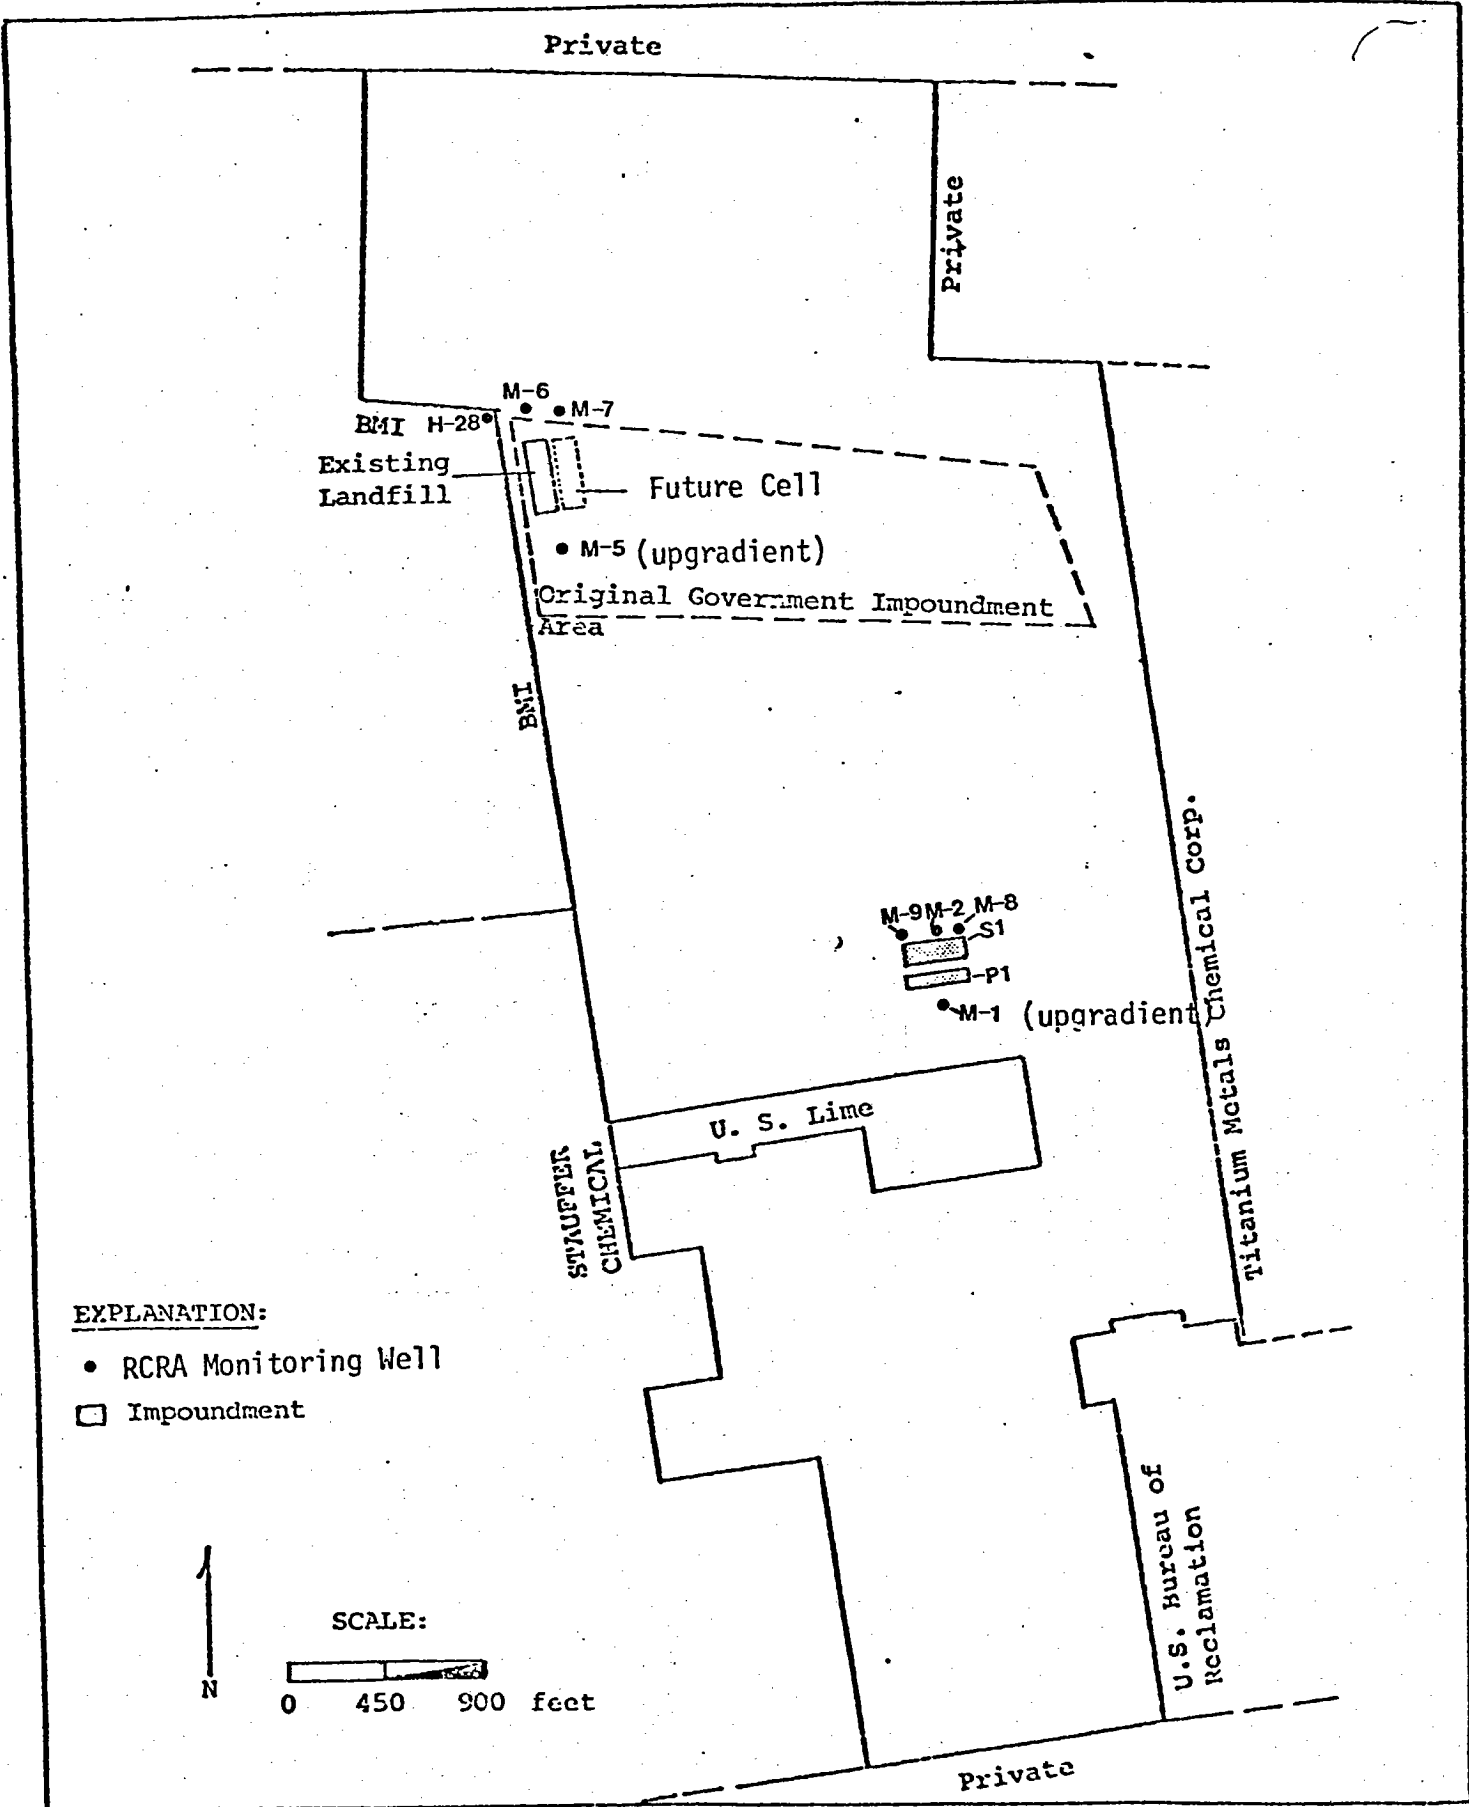 Private
Private
M-6
M-7
BMI H-28
Existing
Landfill
Future Cell
M-5 (upgradient)
Original Government Impoundment
Area
BMI
Titanium Metals Chemical Corp.
M-9 M-2 M-8
S1
P1
M-1 (upgradient)
U. S. Lime
STAUFFER
CHEMICAL
EXPLANATION:
RCRA Monitoring Well
Impoundment
U.S. Bureau of
Reclamation
SCALE:
N
0 450 900 feet
Private